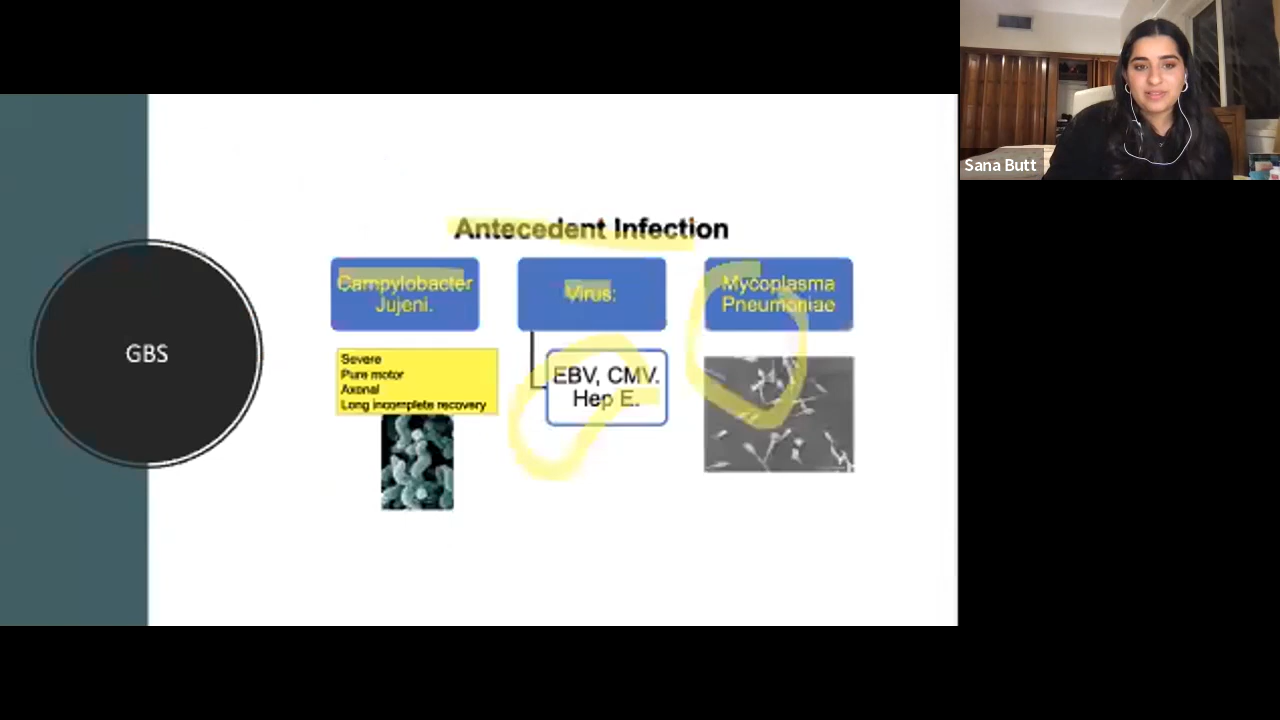 Sana Butt
Antecedent Infection
Campylobacter
Jujeni.
Virus:
Mycoplasma
Pneumoniae
GBS
Severe
Pure motor
Axonal
Long incomplete recovery
EBV, CMV.
Hep E.